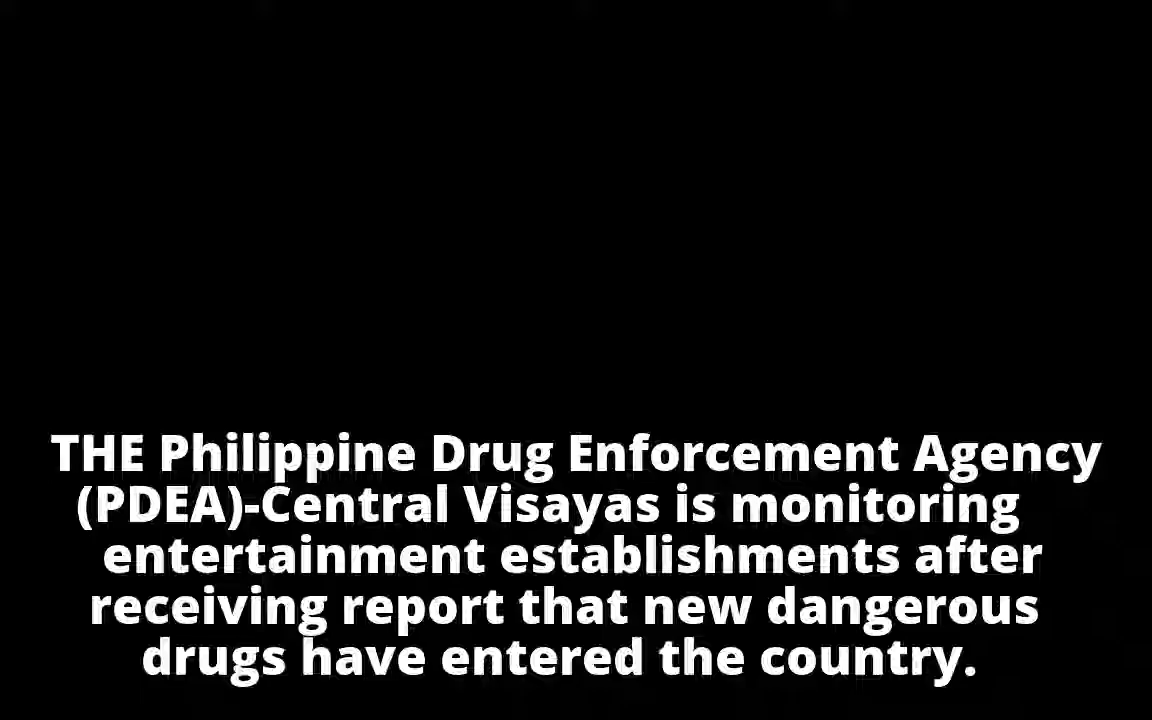 THE Philippine Drug Enforcement Agency
(PDEA)-Central Visayas is monitoring
entertainment establishments after
receiving report that new dangerous
drugs have entered the country.